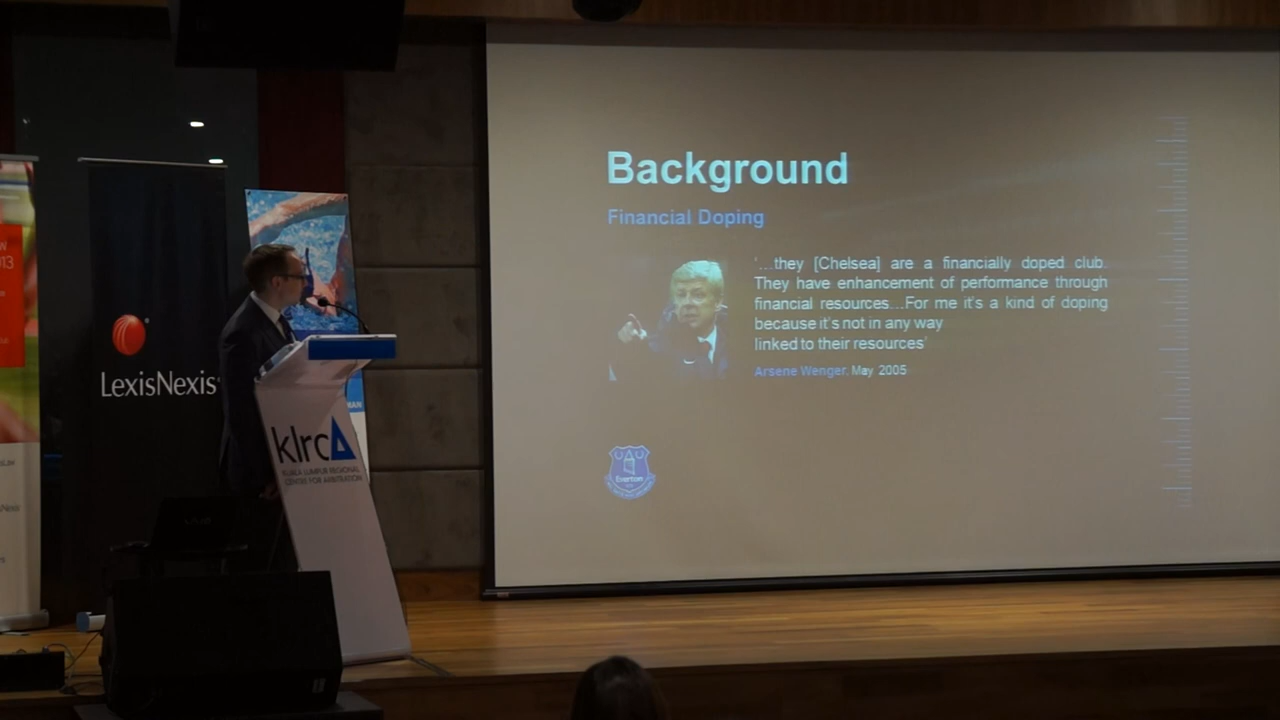 Background
Financial Doping
'…they [Chelsea] are a financially doped club.
They have enhancement of performance through
financial resources....For me it's a kind of doping
because it's not in any way
linked to their resources'
Arsene Wenger, May 2005
Everton
LexisNexis®
klrcA
KUALA LUMPUR REGIONAL
CENTRE FOR ARBITRATION